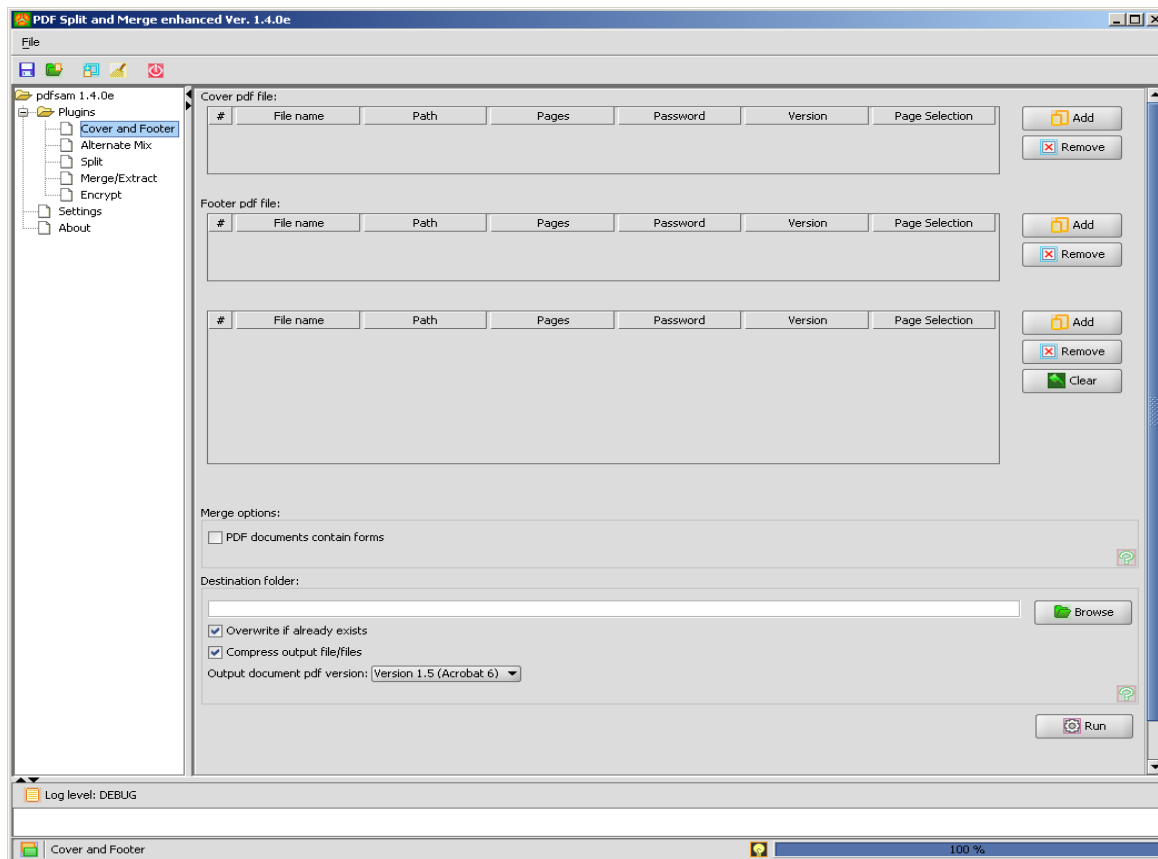 PDF Split and Merge enhanced Ver. 1.4.0e
File
pdfsam 1.4.0e
Plugins
Cover and Footer
Alternate Mix
Split
Merge/Extract
Encrypt
Settings
About
Cover pdf file:
# File name Path Pages Password Version Page Selection
Add
Remove
Footer pdf file:
# File name Path Pages Password Version Page Selection
Add
Remove
# File name Path Pages Password Version Page Selection
Add
Remove
Clear
Merge options:
PDF documents contain forms
Destination folder:
Browse
Overwrite if already exists
Compress output file/files
Output document pdf version: Version 1.5 (Acrobat 6)
Run
Log level: DEBUG
Cover and Footer
100 %